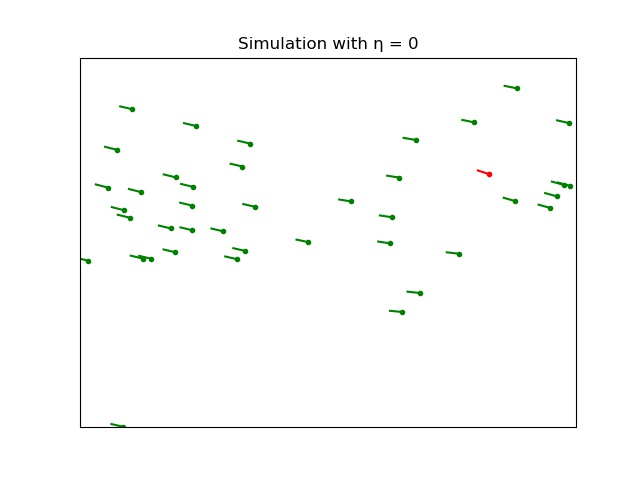 Simulation with η = 0